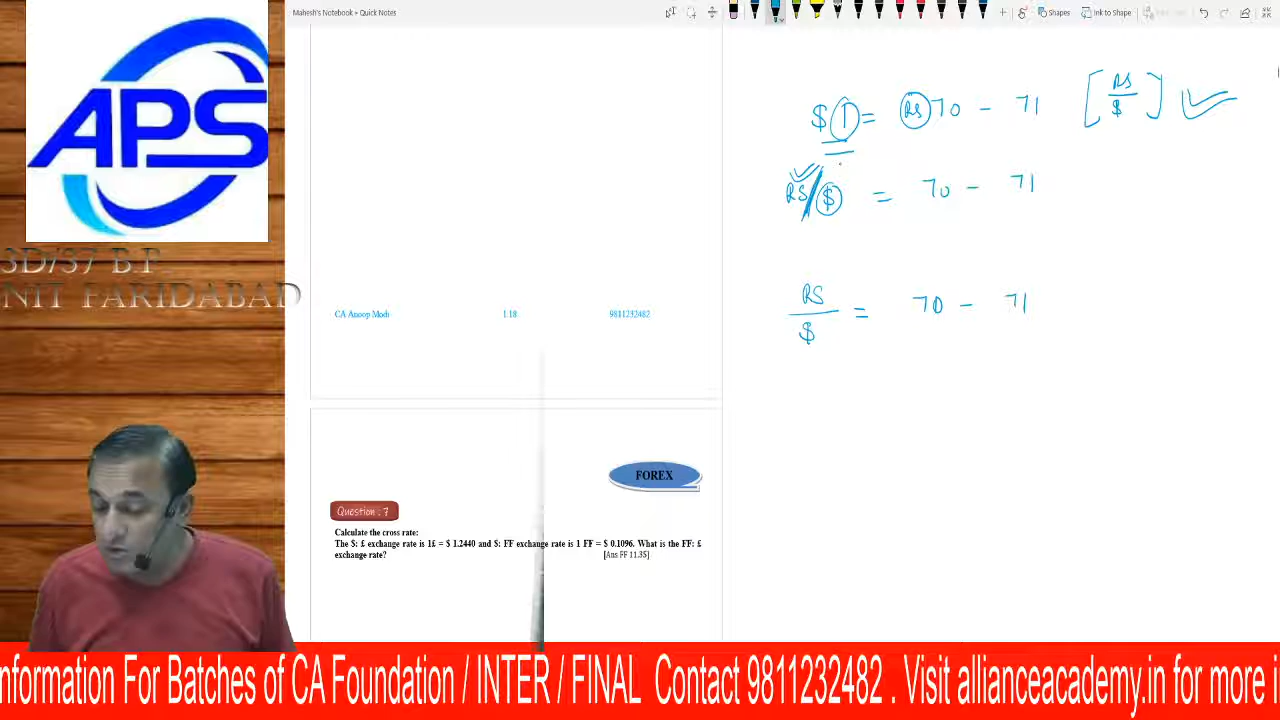 Mahesh's Notebook + Quick Notes
Shapes
Ink to Shape
APS
3D/37 B.P.
NIT FARIDABAD
CA Anoop Modi 1.18 9811232482
FOREX
Question : 7
Calculate the cross rate:
The $: £ exchange rate is 1£ = $ 1.2440 and $: FF exchange rate is 1 FF = $ 0.1096. What is the FF: £
exchange rate? [Ans FF 11.35]
$ 1 = RS 70 - 71 [RS/$]
RS/$ = 70 - 71
RS/$ = 70 - 71
nformation For Batches of CA Foundation / INTER / FINAL Contact 9811232482 . Visit allianceacademy.in for more i